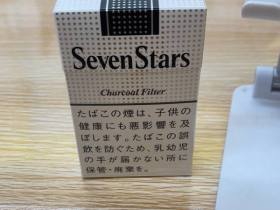 SevenStars
Charcoal Filter
たばこの煙は、子供の
健康にも悪影響を及
ぼします。たばこの誤
飲を防ぐため、乳幼児
の手が届かない所に
保管・廃棄を。